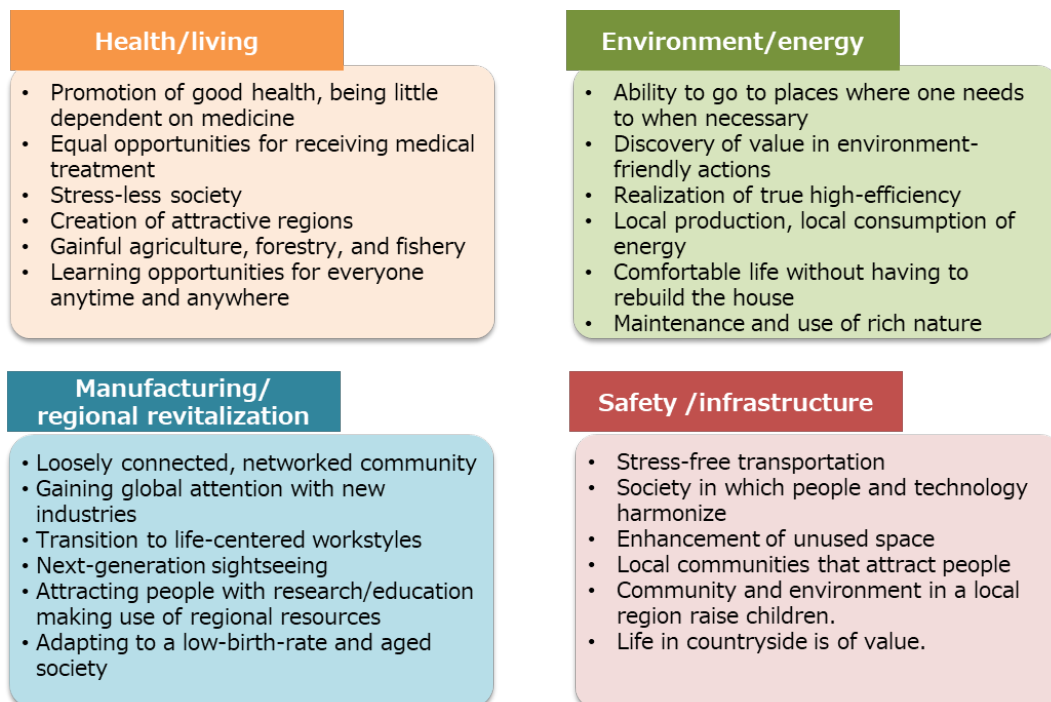 Health/living
• Promotion of good health, being little
dependent on medicine
• Equal opportunities for receiving medical
treatment
• Stress-less society
• Creation of attractive regions
• Gainful agriculture, forestry, and fishery
• Learning opportunities for everyone
anytime and anywhere
Environment/energy
• Ability to go to places where one needs
to when necessary
• Discovery of value in environment-
friendly actions
• Realization of true high-efficiency
• Local production, local consumption of
energy
• Comfortable life without having to
rebuild the house
• Maintenance and use of rich nature
Manufacturing/
regional revitalization
• Loosely connected, networked community
• Gaining global attention with new
industries
• Transition to life-centered workstyles
• Next-generation sightseeing
• Attracting people with research/education
making use of regional resources
• Adapting to a low-birth-rate and aged
society
Safety /infrastructure
• Stress-free transportation
• Society in which people and technology
harmonize
• Enhancement of unused space
• Local communities that attract people
• Community and environment in a local
region raise children.
• Life in countryside is of value.